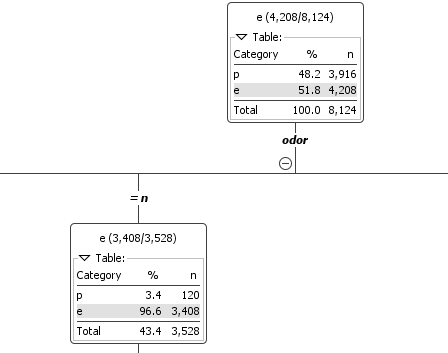 e (4,208/8,124)
Table:
Category % n
p 48.2 3,916
e 51.8 4,208
Total 100.0 8,124
odor
= n
e (3,408/3,528)
Table:
Category % n
p 3.4 120
e 96.6 3,408
Total 43.4 3,528